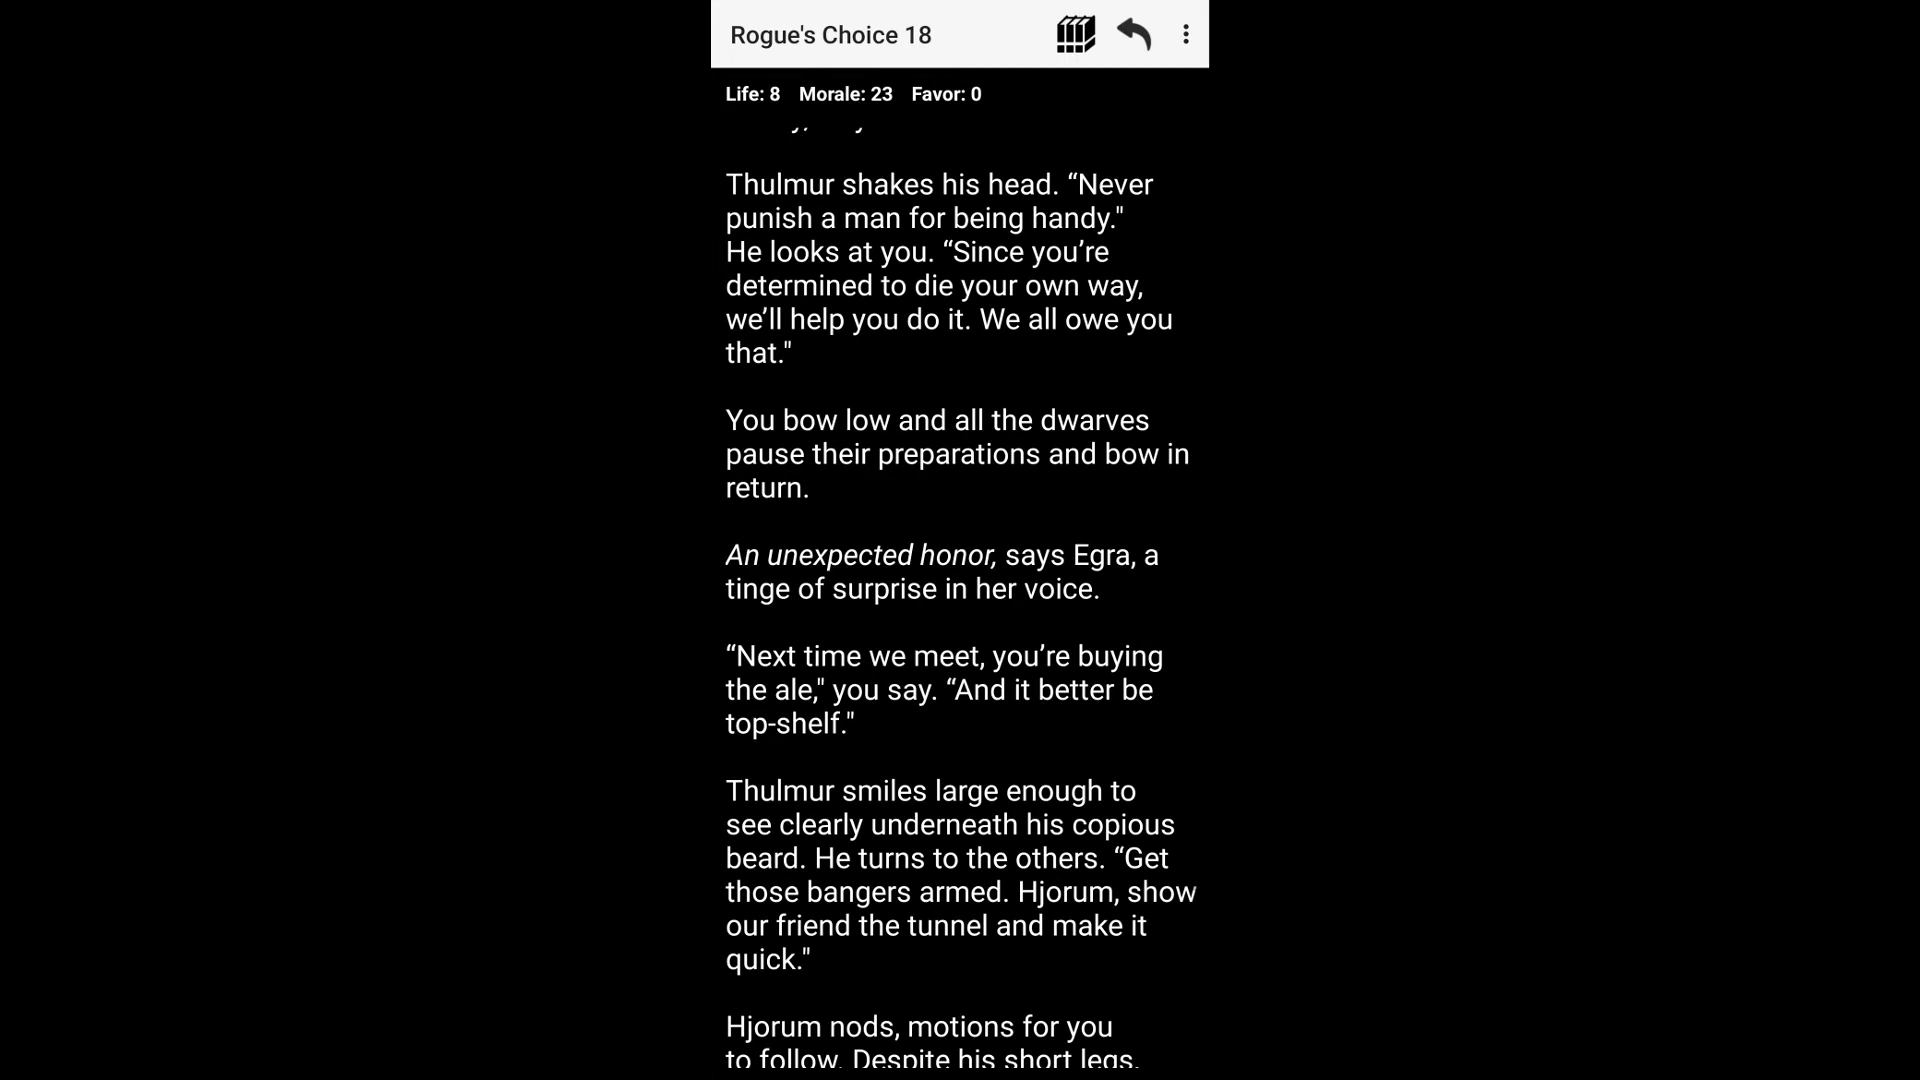 Rogue's Choice 18
Life: 8 Morale: 23 Favor: 0
Thulmur shakes his head. “Never
punish a man for being handy."
He looks at you. “Since you’re
determined to die your own way,
we’ll help you do it. We all owe you
that."
You bow low and all the dwarves
pause their preparations and bow in
return.
An unexpected honor, says Egra, a
tinge of surprise in her voice.
“Next time we meet, you’re buying
the ale," you say. “And it better be
top-shelf."
Thulmur smiles large enough to
see clearly underneath his copious
beard. He turns to the others. “Get
those bangers armed. Hjorum, show
our friend the tunnel and make it
quick."
Hjorum nods, motions for you
to follow. Despite his short legs,